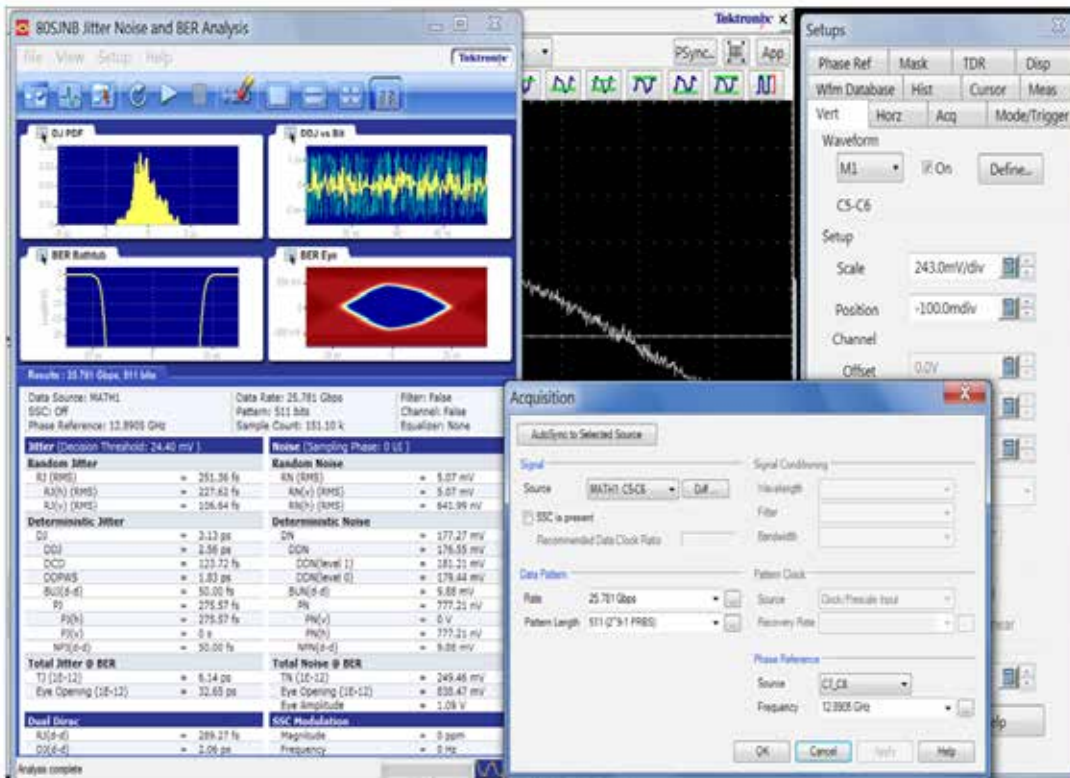 80SJNB Jitter Noise and BER Analysis
File View Setup Help
Tektronix
DJ PDF
DDJ vs Bit
BER Bathtub
BER Eye
Results : 25.781 Gbps, 511 bits
Data Source: MATH1
Data Rate: 25.781 Gbps
Filter: False
SSC: Off
Pattern: 511 bits
Channel: False
Phase Reference: 12.8905 GHz
Sample Count: 151.10 k
Equalizer: None
Jitter (Decision Threshold: 24.40 mV )
Noise (Sampling Phase: 0 UI )
Random Jitter
Random Noise
RJ (RMS) = 251.36 fs
RN (RMS) = 5.07 mV
RJ(h) (RMS) = 227.62 fs
RN(v) (RMS) = 5.07 mV
RJ(v) (RMS) = 106.64 fs
RN(h) (RMS) = 641.99 nV
Deterministic Jitter
Deterministic Noise
DJ = 3.13 ps
DN = 177.27 mV
DDJ = 2.56 ps
DDN = 176.55 mV
DCD = 123.72 fs
DDN(level 1) = 181.21 mV
DDPWS = 1.83 ps
DDN(level 0) = 179.44 mV
BUJ(d-d) = 50.00 fs
BUN(d-d) = 9.88 mV
PJ = 275.57 fs
PN = 777.21 nV
PJ(h) = 275.57 fs
PN(v) = 0 V
PJ(v) = 0 s
PN(h) = 777.21 nV
NPJ(d-d) = 50.00 fs
NPN(d-d)
Total Jitter @ BER
Total Noise @ BER
TJ (1E-12) = 6.14 ps
TN (1E-12) = 249.46 mV
Eye Opening (1E-12) = 32.65 ps
Eye Opening (1E-12) = 838.47 mV
Eye Amplitude = 1.09 V
Dual Dirac
SSC Modulation
RJ(d-d) = 289.27 fs
Magnitude = 0 ppm
DJ(d-d) = 2.06 ps
Frequency = 0 Hz
Analysis complete
Tektronix
PSync...
App
Setups
Phase Ref Mask TDR Disp
Wfm Database Hist Cursor Meas
Vert Horz Acq Mode/Trigger
Waveform
M1
On
Define...
C5-C6
Setup
Scale 243.0mV/div
Position -100.0mdiv
Channel
Offset 0.0V
Acquisition
AutoSync to Selected Source
Signal
Source MATH1 C5-C6 Diff...
SSC is present
Recommended Data Clock Ratio
Data Pattern
Rate 25.781 Gbps
Pattern Length 511 (2^9-1 PRBS)
Signal Conditioning
Wavelength
Filter
Bandwidth
Pattern Clock
Source Clock/Prescale Input
Recovery Rate
Phase Reference
Source C7_C8
Frequency 12.8905 GHz
OK Cancel Apply Help